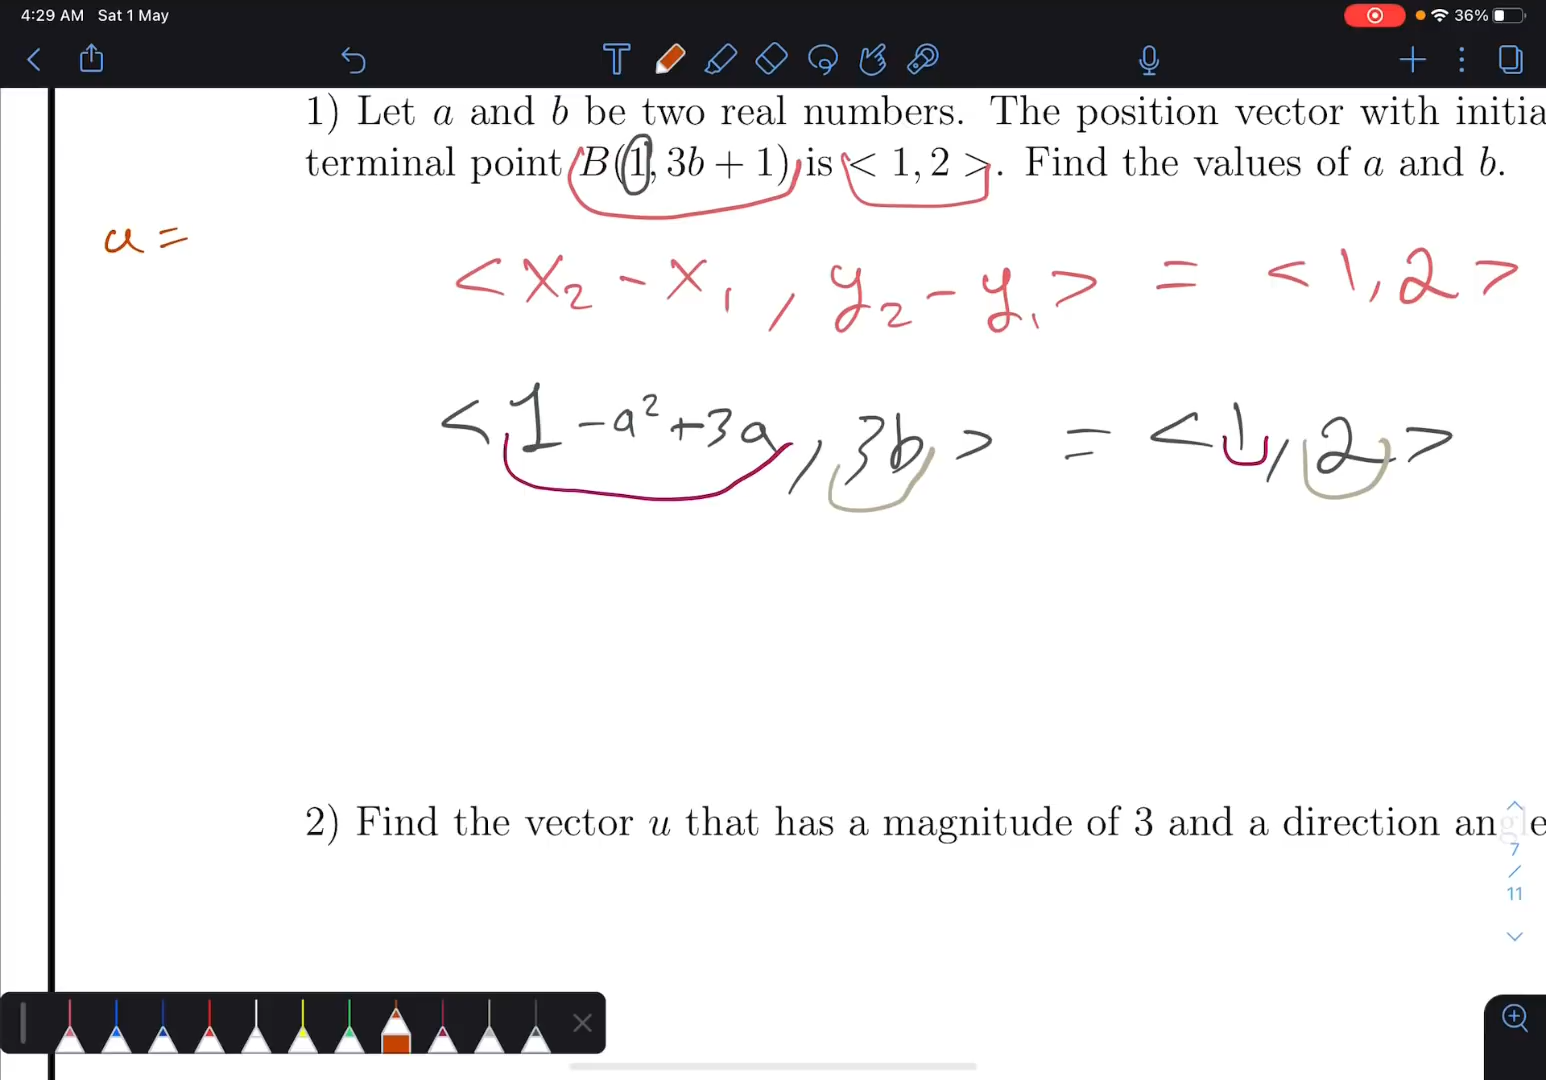 4:29 AM Sat 1 May
36%
1) Let a and b be two real numbers. The position vector with initia
terminal point B(1, 3b + 1) is < 1, 2 >. Find the values of a and b.
u =
< x₂ - x₁, y₂ - y₁ > = < 1, 2 >
< 1 - a² + 3a, 3b > = < 1, 2 >
2) Find the vector u that has a magnitude of 3 and a direction angle
7
/
11